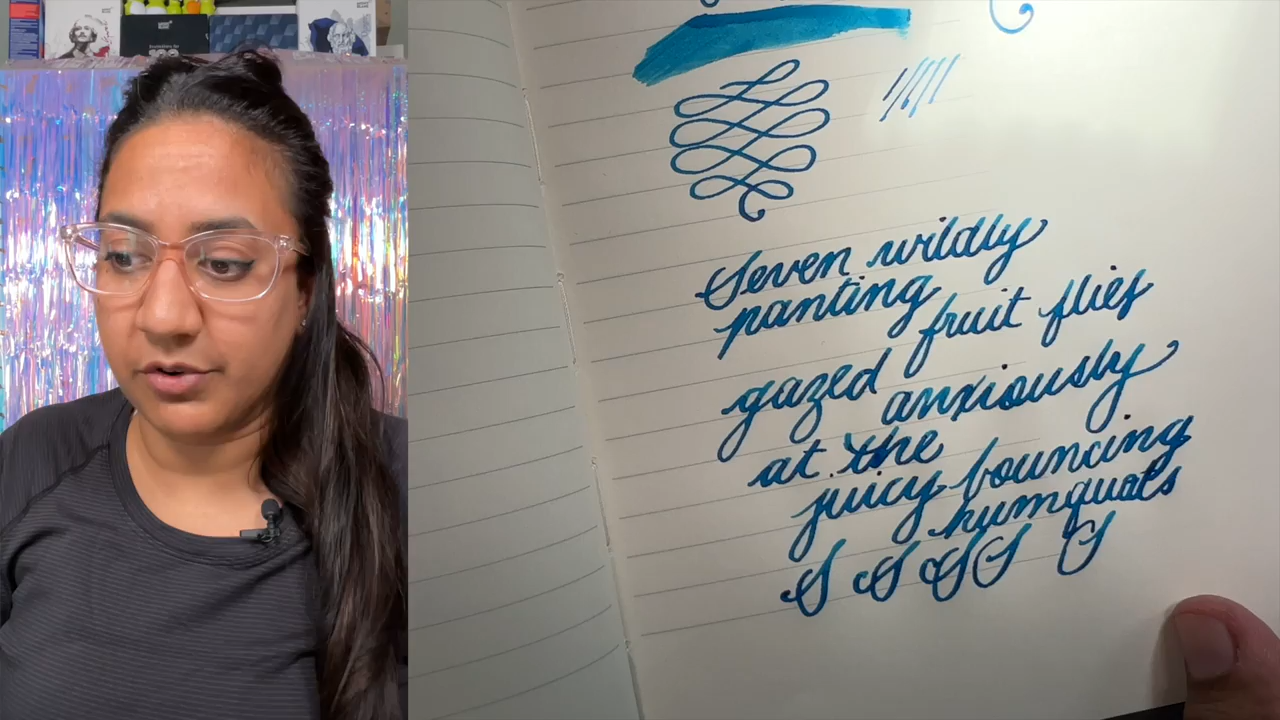 Seven wildly
panting
fruit flies
gazed
anxiously
at the
juicy bouncing
kumquats
S S S S S